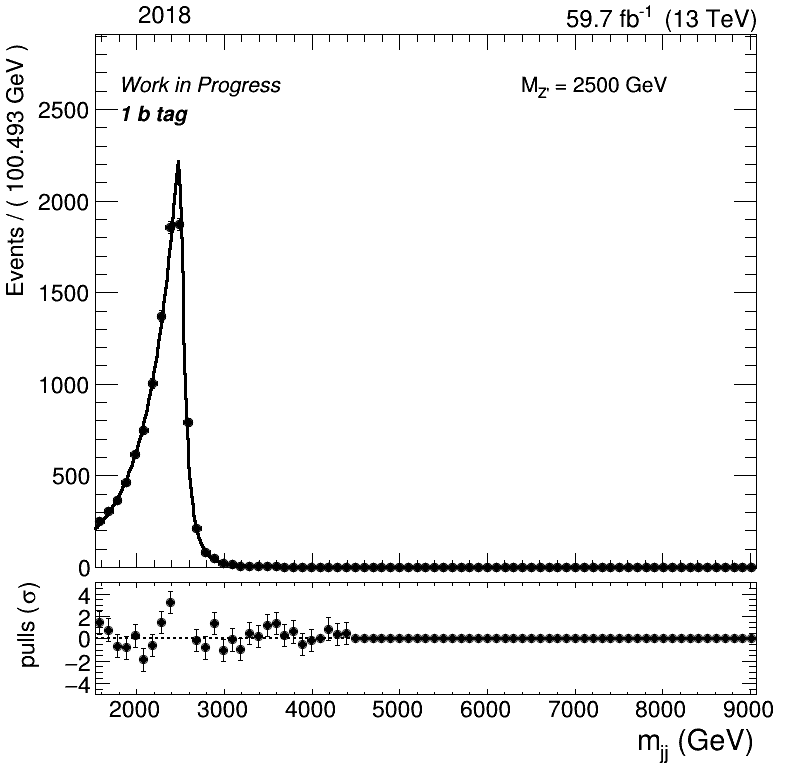 2018
59.7 fb⁻¹ (13 TeV)
Events / ( 100.493 GeV )
Work in Progress
1 b tag
M_Z' = 2500 GeV
2500
2000
1500
1000
500
0
pulls (σ)
4
2
0
−2
−4
2000 3000 4000 5000 6000 7000 8000 9000
m_jj (GeV)